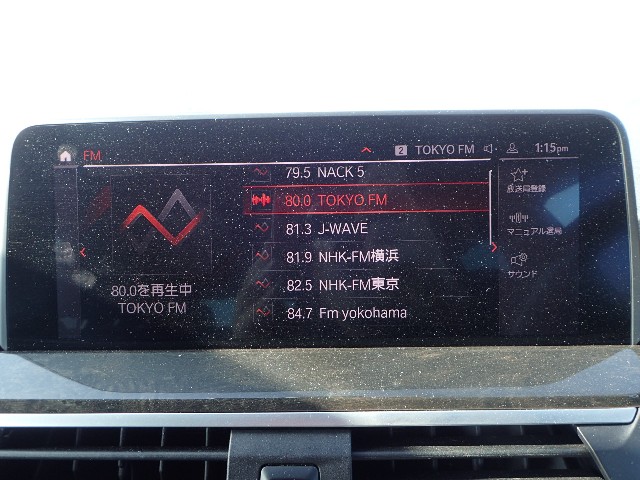 FM
2 TOKYO FM 1:15pm
79.5 NACK 5
80.0 TOKYO FM
81.3 J-WAVE
81.9 NHK-FM横浜
82.5 NHK-FM東京
84.7 Fm yokohama
80.0を再生中
TOKYO FM
放送局登録
マニュアル選局
サウンド